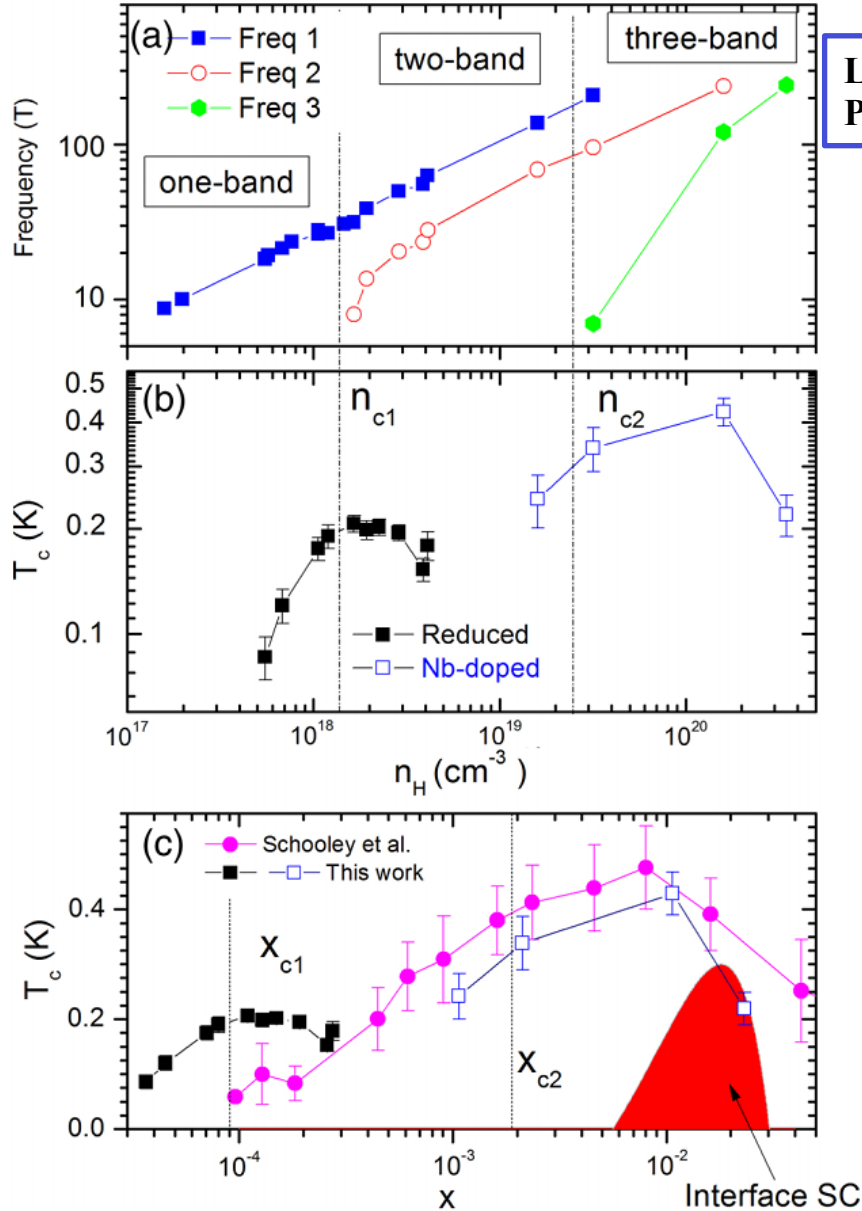 (a)
Freq 1
Freq 2
Freq 3
one-band
two-band
three-band
L
P
Frequency (T)
100
10
(b)
n_c1
n_c2
T_c (K)
0.5
0.4
0.3
0.2
0.1
Reduced
Nb-doped
10^17
10^18
10^19
10^20
n_H (cm^-3)
(c)
Schooley et al.
This work
x_c1
x_c2
T_c (K)
0.4
0.2
0.0
10^-4
10^-3
10^-2
x
Interface SC